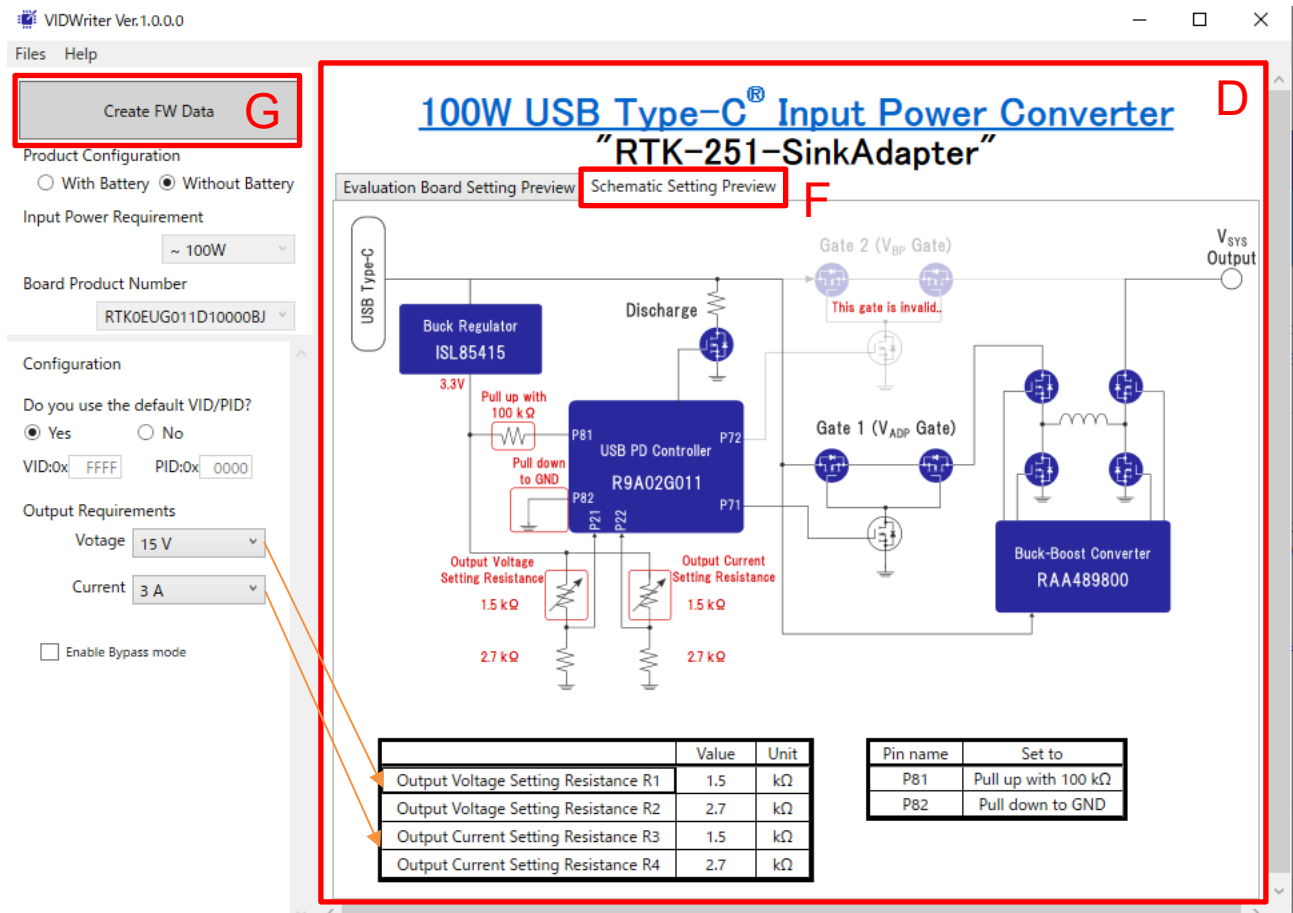 VIDWriter Ver.1.0.0.0
Files Help
Create FW Data
G
Product Configuration
With Battery Without Battery
Input Power Requirement
~ 100W
Board Product Number
RTK0EUG011D10000BJ
Configuration
Do you use the default VID/PID?
Yes No
VID:0x FFFF PID:0x 0000
Output Requirements
Votage 15 V
Current 3 A
Enable Bypass mode
D
100W USB Type-C® Input Power Converter
"RTK-251-SinkAdapter"
Evaluation Board Setting Preview Schematic Setting Preview
F
USB Type-C
Gate 2 (VBP Gate)
VSYS
Output
This gate is invalid..
Discharge
Buck Regulator
ISL85415
3.3V
Pull up with
100 kΩ
P81
USB PD Controller
P72
R9A02G011
Pull down
to GND
P82
P21
P22
P71
Gate 1 (VADP Gate)
Buck-Boost Converter
RAA489800
Output Voltage
Setting Resistance
1.5 kΩ
2.7 kΩ
Output Current
Setting Resistance
1.5 kΩ
2.7 kΩ
Value Unit
Output Voltage Setting Resistance R1 1.5 kΩ
Output Voltage Setting Resistance R2 2.7 kΩ
Output Current Setting Resistance R3 1.5 kΩ
Output Current Setting Resistance R4 2.7 kΩ
Pin name Set to
P81 Pull up with 100 kΩ
P82 Pull down to GND